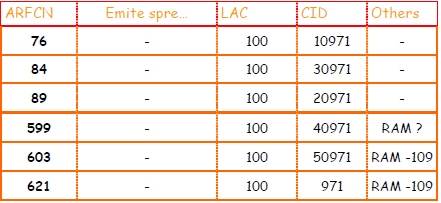 ARFCN Emite spre... LAC CID Others
76 - 100 10971 -
84 - 100 30971 -
89 - 100 20971 -
599 - 100 40971 RAM ?
603 - 100 50971 RAM -109
621 - 100 971 RAM -109